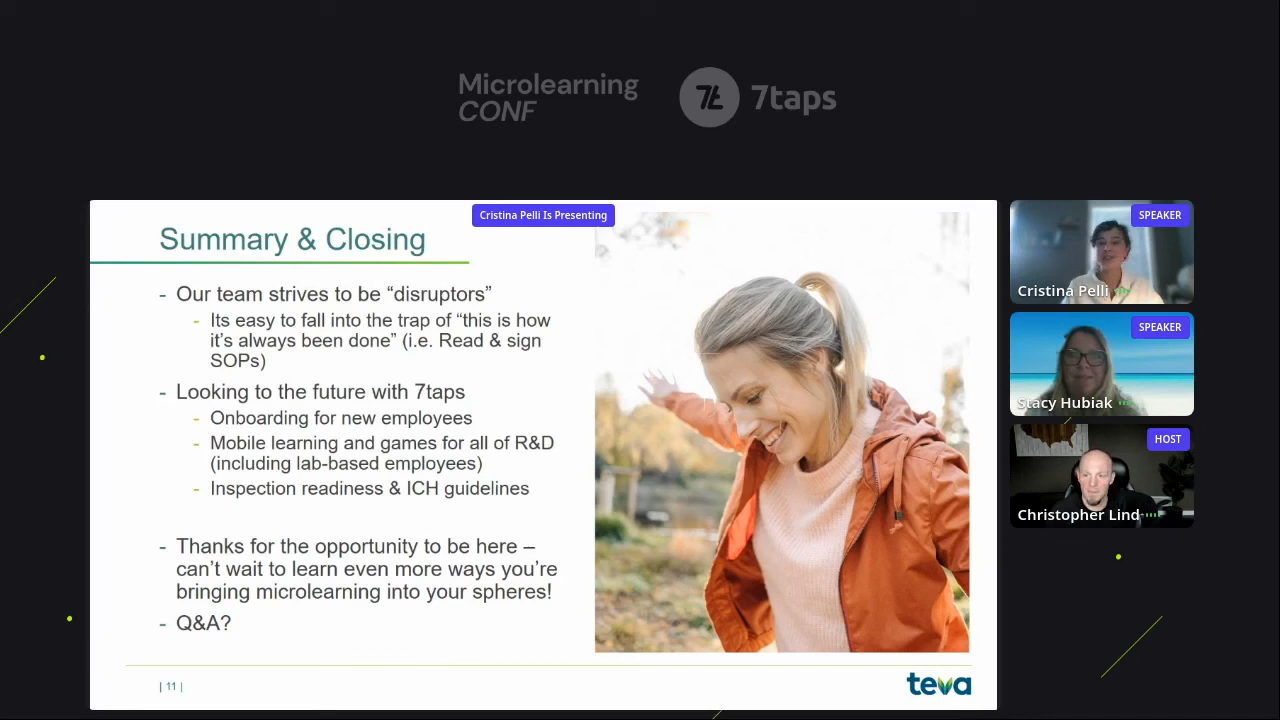 Microlearning
CONF
7taps
Cristina Pelli Is Presenting
Summary & Closing
- Our team strives to be “disruptors”
- Its easy to fall into the trap of “this is how
it’s always been done” (i.e. Read & sign
SOPs)
- Looking to the future with 7taps
- Onboarding for new employees
- Mobile learning and games for all of R&D
(including lab-based employees)
- Inspection readiness & ICH guidelines
- Thanks for the opportunity to be here –
can’t wait to learn even more ways you’re
bringing microlearning into your spheres!
- Q&A?
| 11 |
teva
SPEAKER
Cristina Pelli
SPEAKER
Stacy Hubiak
HOST
Christopher Lind